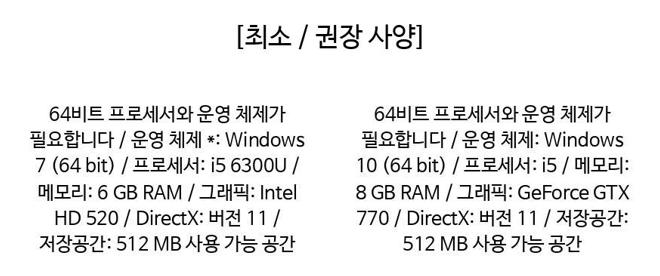 [최소 / 권장 사양]
64비트 프로세서와 운영 체제가
필요합니다 / 운영 체제 *: Windows
7 (64 bit) / 프로세서: i5 6300U /
메모리: 6 GB RAM / 그래픽: Intel
HD 520 / DirectX: 버전 11 /
저장공간: 512 MB 사용 가능 공간
64비트 프로세서와 운영 체제가
필요합니다 / 운영 체제: Windows
10 (64 bit) / 프로세서: i5 / 메모리:
8 GB RAM / 그래픽: GeForce GTX
770 / DirectX: 버전 11 / 저장공간:
512 MB 사용 가능 공간